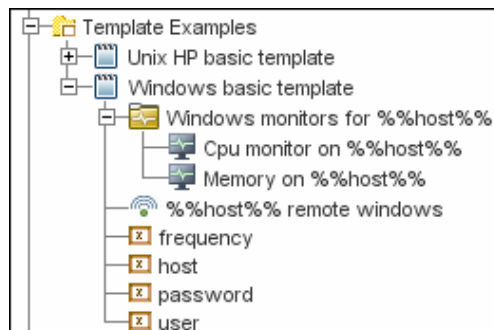 Template Examples
Unix HP basic template
Windows basic template
Windows monitors for %%host%%
Cpu monitor on %%host%%
Memory on %%host%%
%%host%% remote windows
frequency
host
password
user